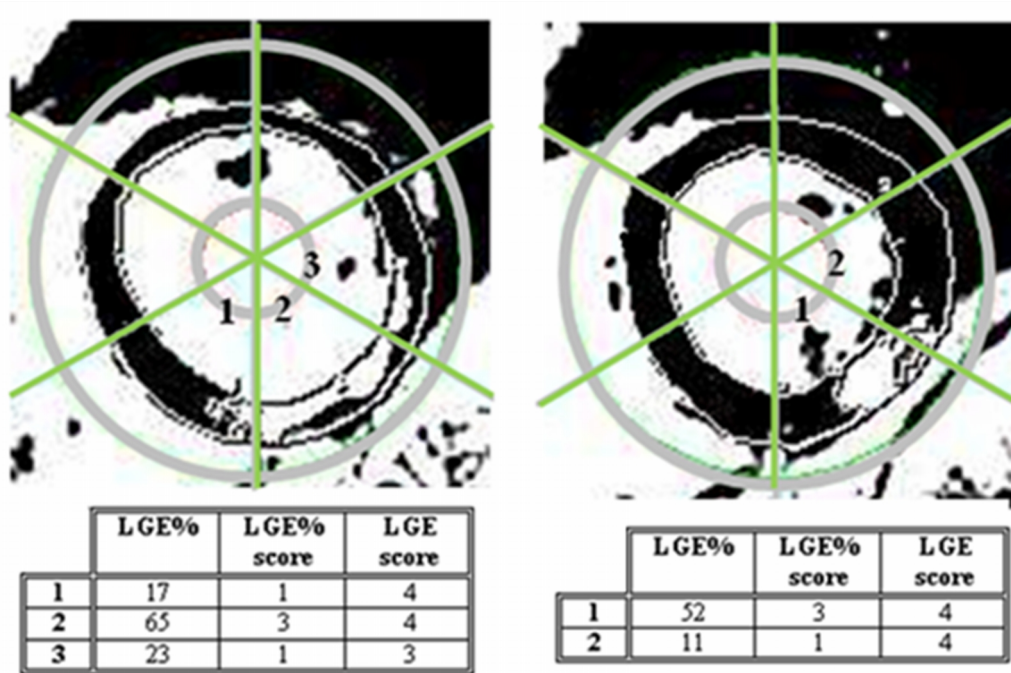 3
1 2
2
1
LGE% LGE% LGE
score score
1 17 1 4
2 65 3 4
3 23 1 3
LGE% LGE% LGE
score score
1 52 3 4
2 11 1 4